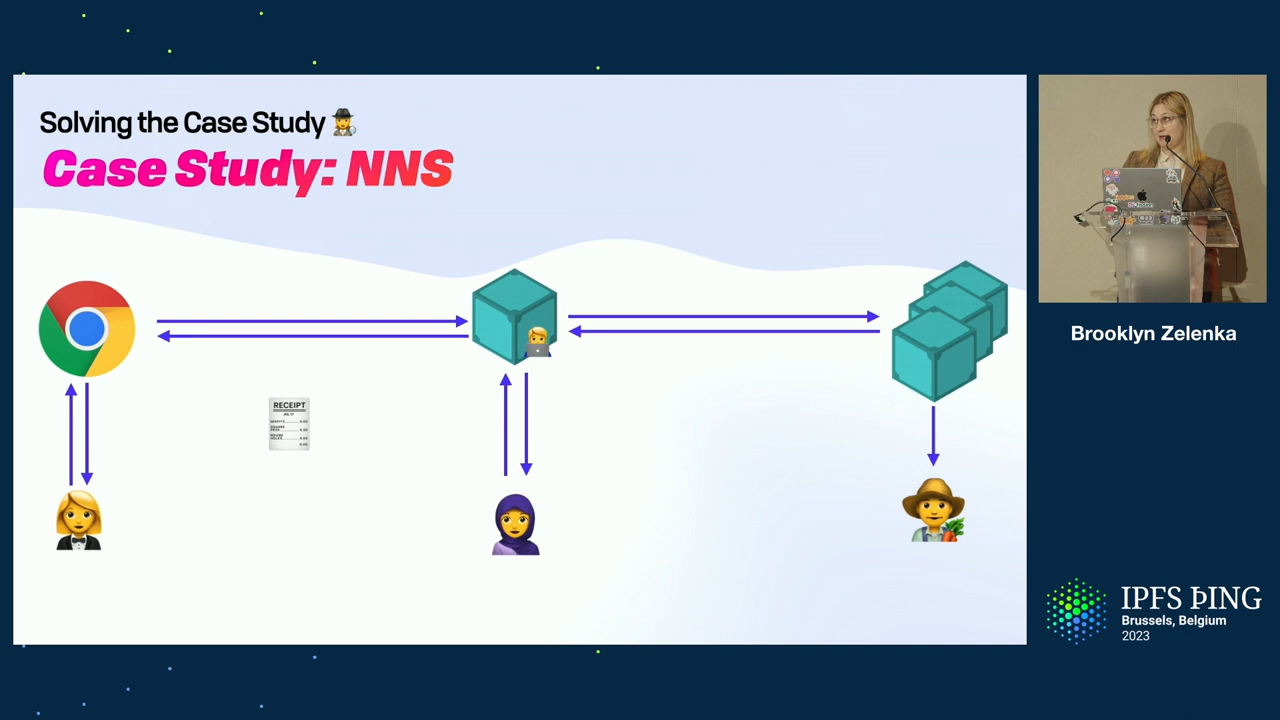 Solving the Case Study
Case Study: NNS
RECEIPT
Brooklyn Zelenka
IPFS ÞING
Brussels, Belgium
2023